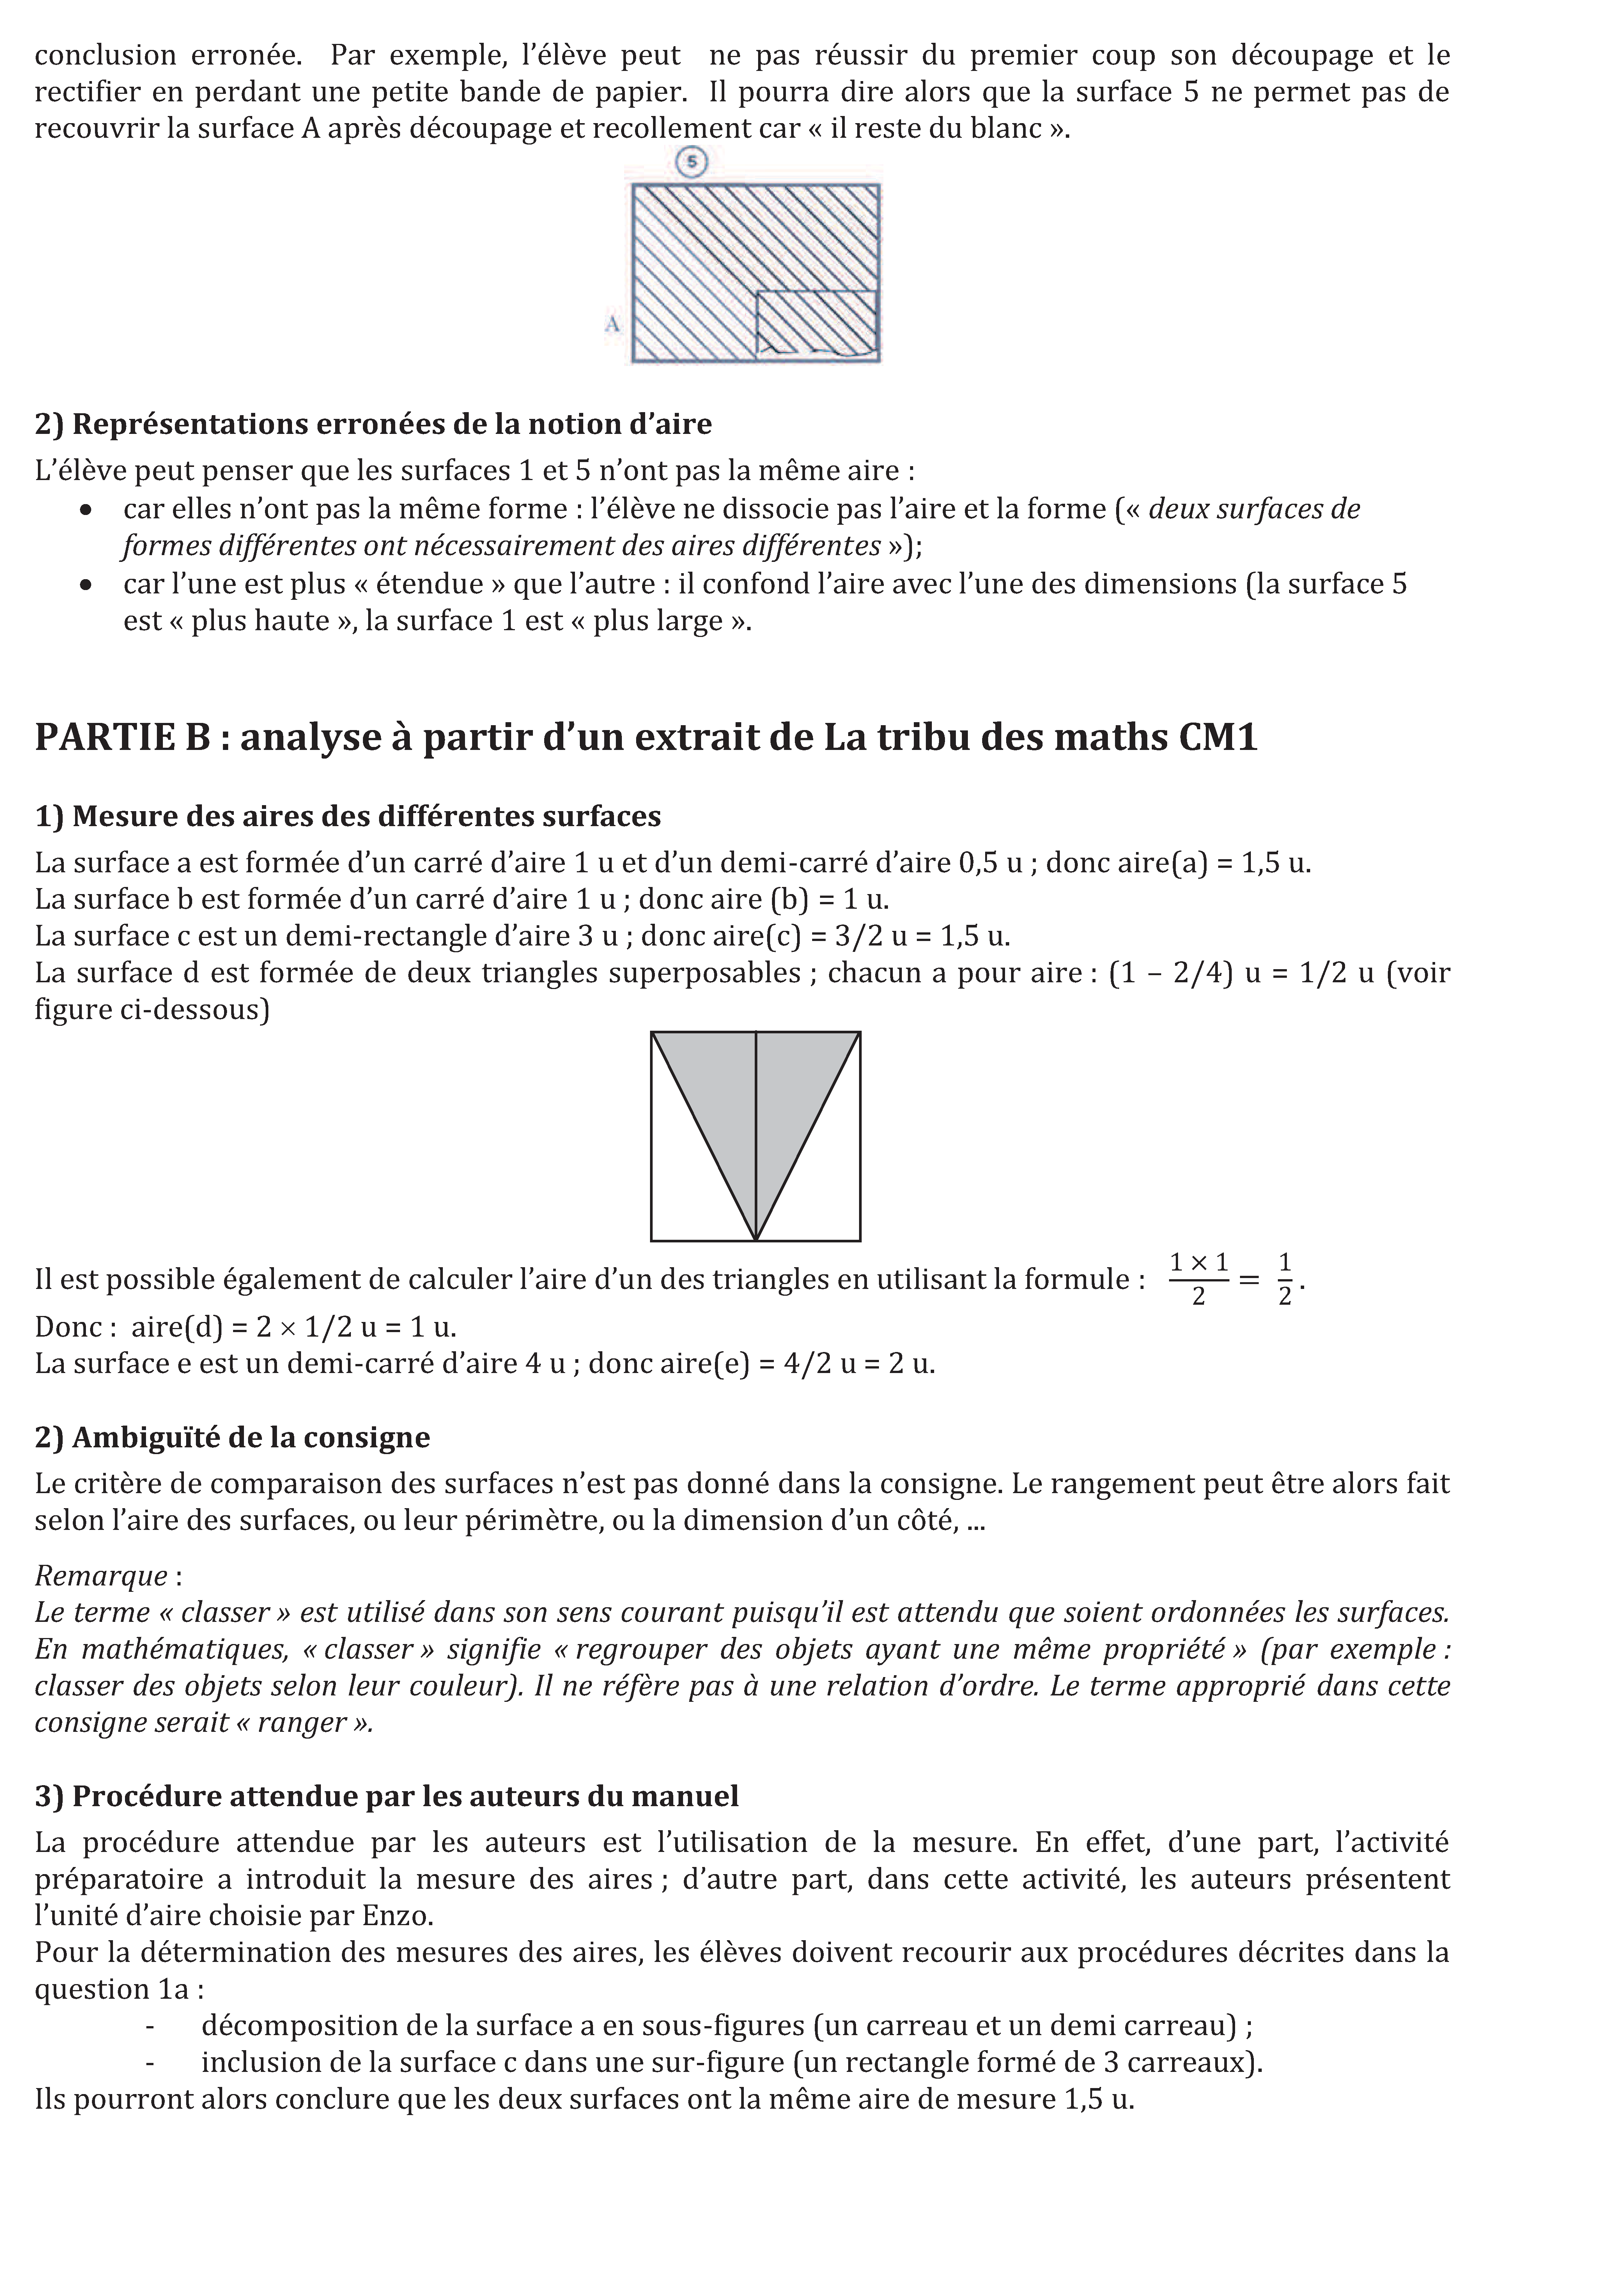 conclusion erronée. Par exemple, l’élève peut ne pas réussir du premier coup son découpage et le
rectifier en perdant une petite bande de papier. Il pourra dire alors que la surface 5 ne permet pas de
recouvrir la surface A après découpage et recollement car « il reste du blanc ».
5
A
2) Représentations erronées de la notion d’aire
L’élève peut penser que les surfaces 1 et 5 n’ont pas la même aire :
• car elles n’ont pas la même forme : l’élève ne dissocie pas l’aire et la forme (« deux surfaces de
formes différentes ont nécessairement des aires différentes »);
• car l’une est plus « étendue » que l’autre : il confond l’aire avec l’une des dimensions (la surface 5
est « plus haute », la surface 1 est « plus large ».
PARTIE B : analyse à partir d’un extrait de La tribu des maths CM1
1) Mesure des aires des différentes surfaces
La surface a est formée d’un carré d’aire 1 u et d’un demi-carré d’aire 0,5 u ; donc aire(a) = 1,5 u.
La surface b est formée d’un carré d’aire 1 u ; donc aire (b) = 1 u.
La surface c est un demi-rectangle d’aire 3 u ; donc aire(c) = 3/2 u = 1,5 u.
La surface d est formée de deux triangles superposables ; chacun a pour aire : (1 – 2/4) u = 1/2 u (voir
figure ci-dessous)
Il est possible également de calculer l’aire d’un des triangles en utilisant la formule : 1 × 1 / 2 = 1 / 2 .
Donc : aire(d) = 2 × 1/2 u = 1 u.
La surface e est un demi-carré d’aire 4 u ; donc aire(e) = 4/2 u = 2 u.
2) Ambiguïté de la consigne
Le critère de comparaison des surfaces n’est pas donné dans la consigne. Le rangement peut être alors fait
selon l’aire des surfaces, ou leur périmètre, ou la dimension d’un côté, ...
Remarque :
Le terme « classer » est utilisé dans son sens courant puisqu’il est attendu que soient ordonnées les surfaces.
En mathématiques, « classer » signifie « regrouper des objets ayant une même propriété » (par exemple :
classer des objets selon leur couleur). Il ne réfère pas à une relation d’ordre. Le terme approprié dans cette
consigne serait « ranger ».
3) Procédure attendue par les auteurs du manuel
La procédure attendue par les auteurs est l’utilisation de la mesure. En effet, d’une part, l’activité
préparatoire a introduit la mesure des aires ; d’autre part, dans cette activité, les auteurs présentent
l’unité d’aire choisie par Enzo.
Pour la détermination des mesures des aires, les élèves doivent recourir aux procédures décrites dans la
question 1a :
- décomposition de la surface a en sous-figures (un carreau et un demi carreau) ;
- inclusion de la surface c dans une sur-figure (un rectangle formé de 3 carreaux).
Ils pourront alors conclure que les deux surfaces ont la même aire de mesure 1,5 u.